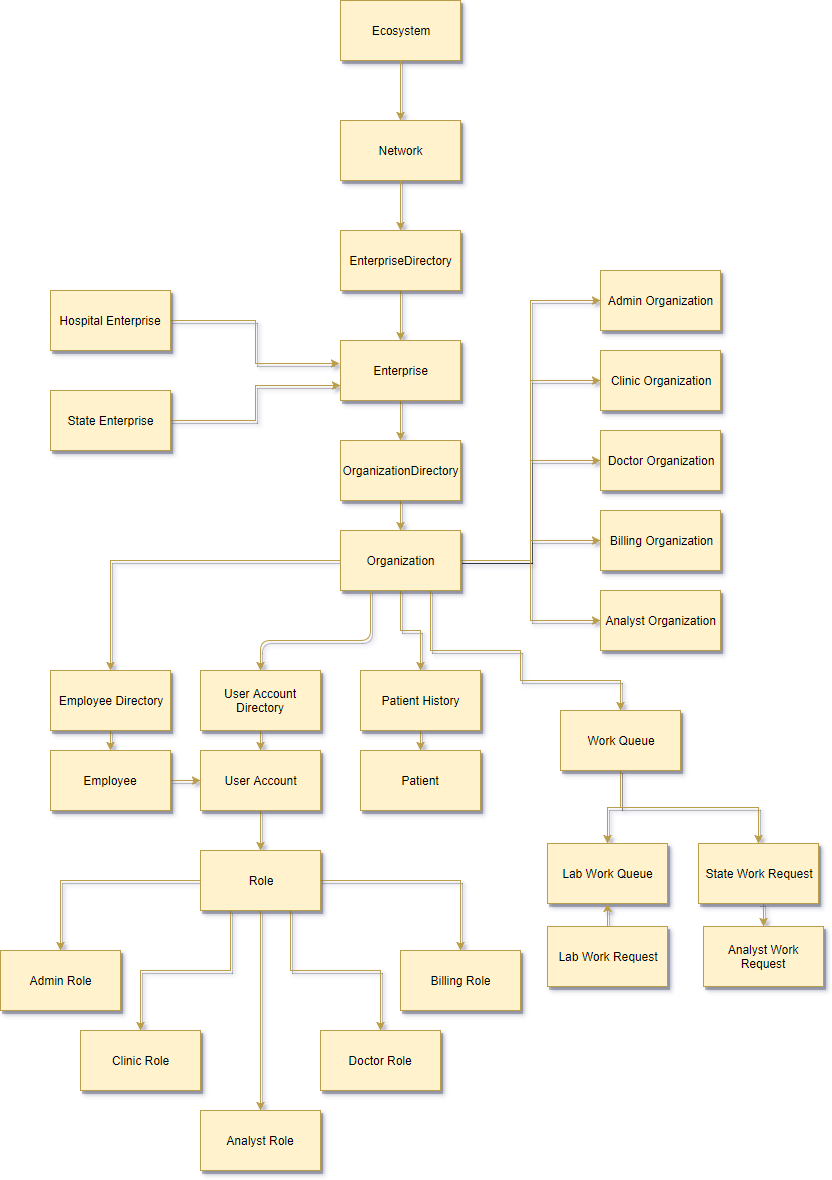 Ecosystem
Network
EnterpriseDirectory
Hospital Enterprise
Enterprise
State Enterprise
OrganizationDirectory
Organization
Admin Organization
Clinic Organization
Doctor Organization
Billing Organization
Analyst Organization
Employee Directory
User Account
Directory
Patient History
Work Queue
Employee
User Account
Patient
Lab Work Queue
State Work Request
Role
Lab Work Request
Analyst Work
Request
Admin Role
Billing Role
Clinic Role
Doctor Role
Analyst Role